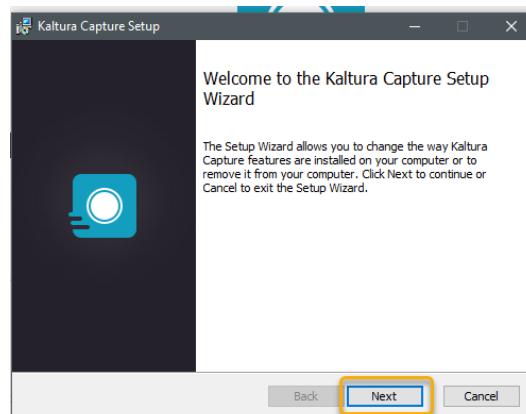 Kaltura Capture Setup
Welcome to the Kaltura Capture Setup
Wizard
The Setup Wizard allows you to change the way Kaltura
Capture features are installed on your computer or to
remove it from your computer. Click Next to continue or
Cancel to exit the Setup Wizard.
Back Next Cancel